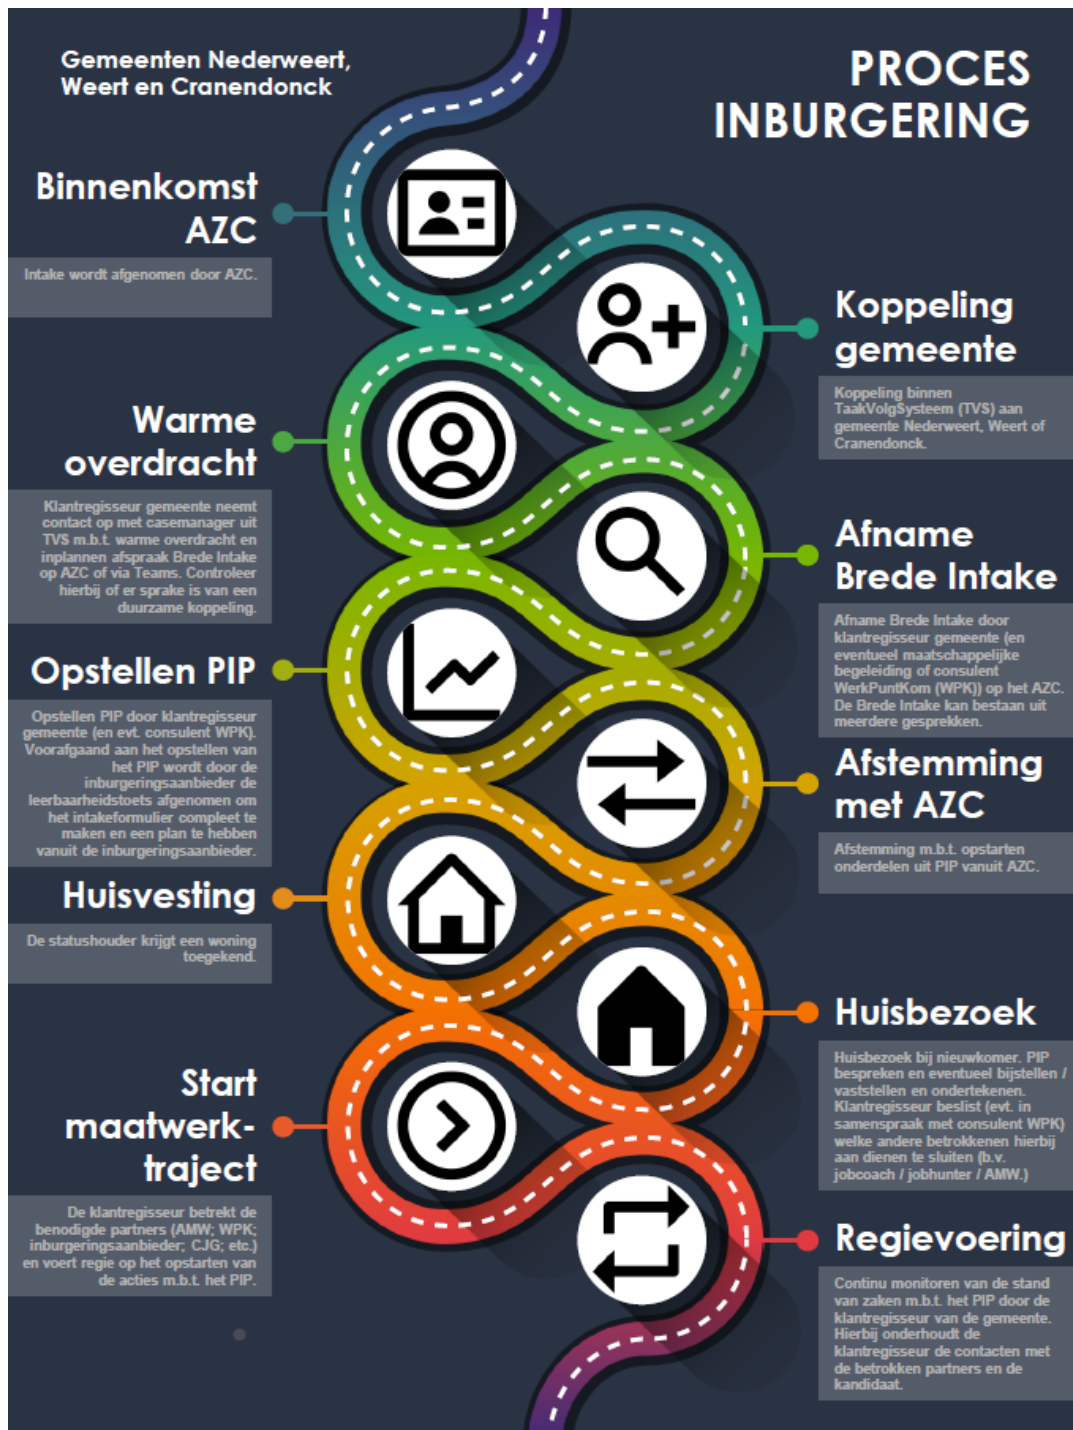 Gemeenten Nederweert,
Weert en Cranendonck
PROCES
INBURGERING
Binnenkomst
AZC
Intake wordt afgenomen door AZC.
Koppeling
gemeente
Koppeling binnen
TaakVolgSysteem (TVS) aan
gemeente Nederweert, Weert of
Cranendonck.
Warme
overdracht
Klantregisseur gemeente neemt
contact op met casemanager uit
TVS m.b.t. warme overdracht en
inplannen afspraak Brede Intake
op AZC of via Teams. Controleer
hierbij of er sprake is van een
duurzame koppeling.
Afname
Brede Intake
Afname Brede Intake door
klantregisseur gemeente (en
eventueel maatschappelijke
begeleiding of consulent
WerkPuntKom (WPK)) op het AZC.
De Brede Intake kan bestaan uit
meerdere gesprekken.
Opstellen PIP
Opstellen PIP door klantregisseur
gemeente (en evt. consulent WPK).
Voorafgaand aan het opstellen van
het PIP wordt door de
inburgeringsaanbieder de
leerbaarheidstoets afgenomen om
het intakeformulier compleet te
maken en een plan te hebben
vanuit de inburgeringsaanbieder.
Afstemming
met AZC
Afstemming m.b.t. opstarten
onderdelen uit PIP vanuit AZC.
Huisvesting
De statushouder krijgt een woning
toegekend.
Huisbezoek
Huisbezoek bij nieuwkomer. PIP
bespreken en eventueel bijstellen /
vaststellen en ondertekenen.
Klantregisseur beslist (evt. in
samenspraak met consulent WPK)
welke andere betrokkenen hierbij
aan dienen te sluiten (b.v.
jobcoach / jobhunter / AMW.)
Start
maatwerk-
traject
De klantregisseur betrekt de
benodigde partners (AMW; WPK;
inburgeringsaanbieder; CJG; etc.)
en voert regie op het opstarten van
de acties m.b.t. het PIP.
Regievoering
Continu monitoren van de stand
van zaken m.b.t. het PIP door de
klantregisseur van de gemeente.
Hierbij onderhoudt de
klantregisseur de contacten met
de betrokken partners en de
kandidaat.